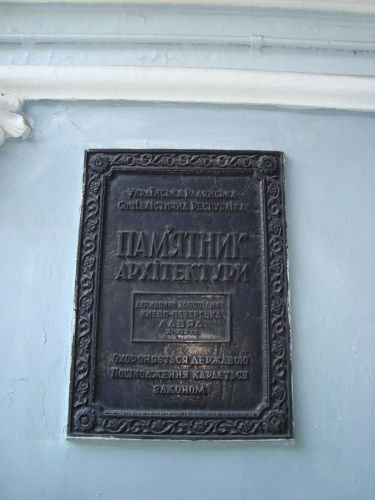 Українська Радянська
Соціалістична Республіка
ПАМ'ЯТНИК
АРХІТЕКТУРИ
ДЕРЖАВНИЙ ЗАПОВІДНИК
КИЄВО-ПЕЧЕРСЬКА
ЛАВРА
Охороняється державою
Пошкодження карається
законом